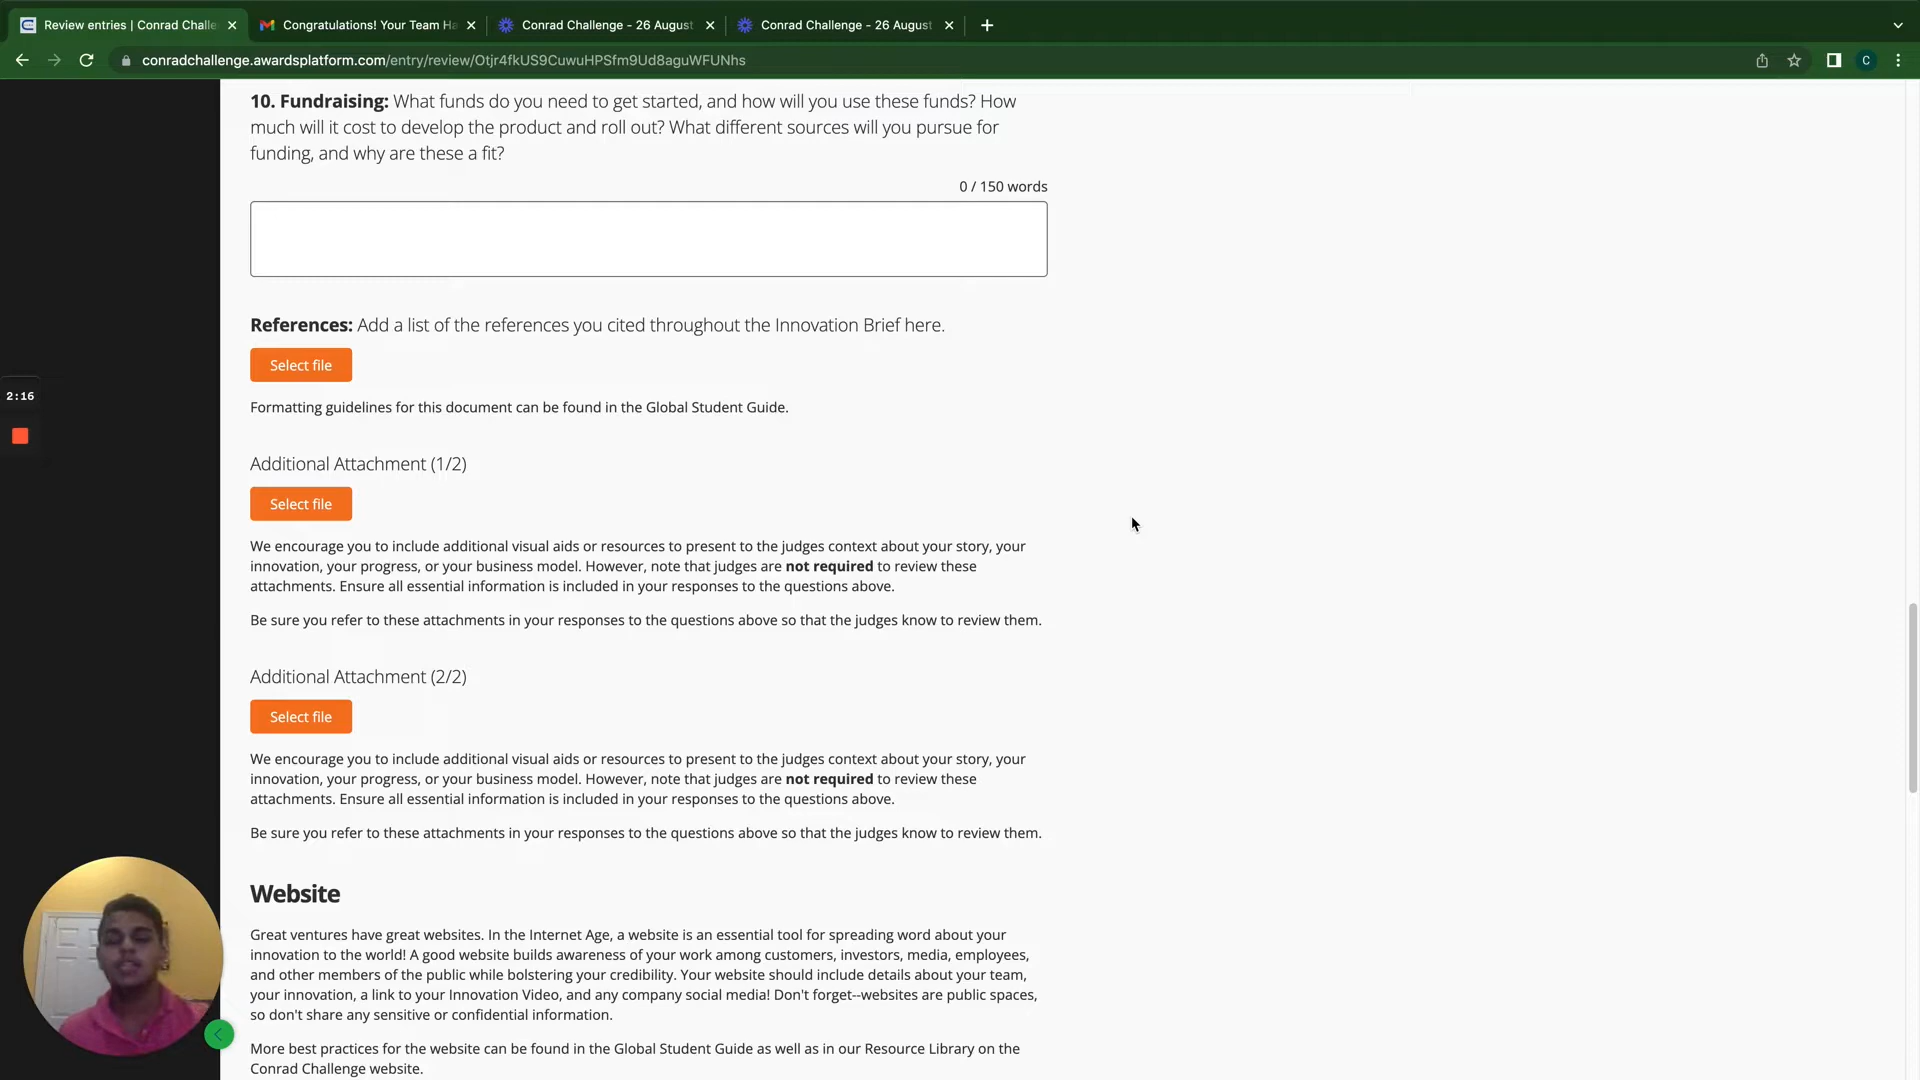 Review entries | Conrad Challe
Congratulations! Your Team Ha
Conrad Challenge - 26 August
Conrad Challenge - 26 August
conradchallenge.awardsplatform.com/entry/review/Otjr4fkUS9CuwuHPSfm9Ud8aguWFUNhs
C
10. Fundraising: What funds do you need to get started, and how will you use these funds? How
much will it cost to develop the product and roll out? What different sources will you pursue for
funding, and why are these a fit?
0 / 150 words
References: Add a list of the references you cited throughout the Innovation Brief here.
Select file
2:16
Formatting guidelines for this document can be found in the Global Student Guide.
Additional Attachment (1/2)
Select file
We encourage you to include additional visual aids or resources to present to the judges context about your story, your
innovation, your progress, or your business model. However, note that judges are not required to review these
attachments. Ensure all essential information is included in your responses to the questions above.
Be sure you refer to these attachments in your responses to the questions above so that the judges know to review them.
Additional Attachment (2/2)
Select file
We encourage you to include additional visual aids or resources to present to the judges context about your story, your
innovation, your progress, or your business model. However, note that judges are not required to review these
attachments. Ensure all essential information is included in your responses to the questions above.
Be sure you refer to these attachments in your responses to the questions above so that the judges know to review them.
Website
Great ventures have great websites. In the Internet Age, a website is an essential tool for spreading word about your
innovation to the world! A good website builds awareness of your work among customers, investors, media, employees,
and other members of the public while bolstering your credibility. Your website should include details about your team,
your innovation, a link to your Innovation Video, and any company social media! Don't forget--websites are public spaces,
so don't share any sensitive or confidential information.
More best practices for the website can be found in the Global Student Guide as well as in our Resource Library on the
Conrad Challenge website.